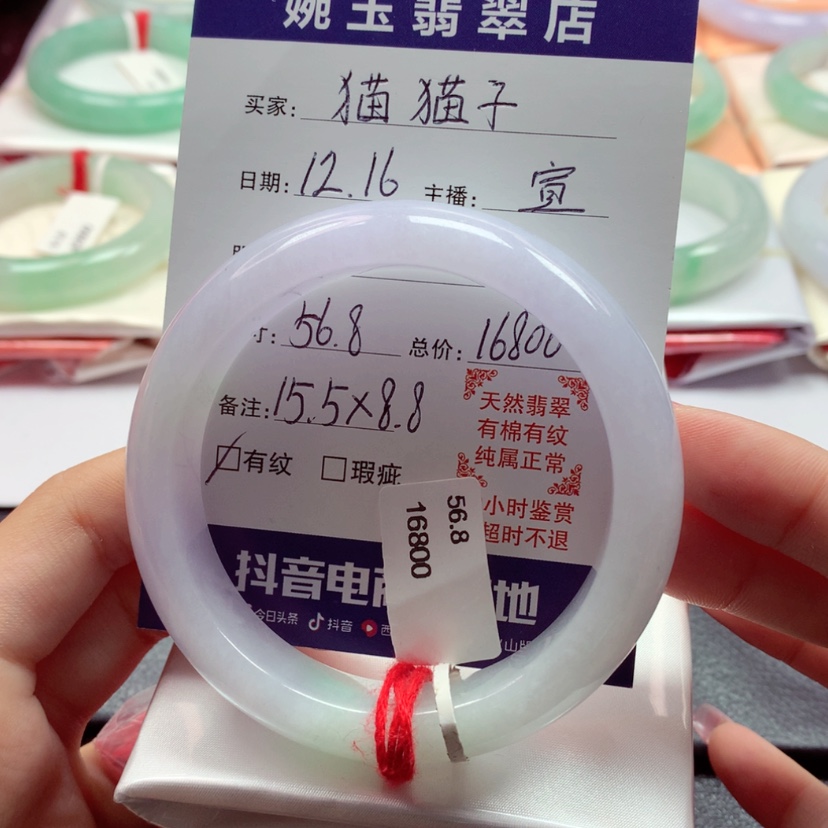 婉玉翡翠店
买家: 猫猫子
日期: 12.16 主播: 宣
寸: 56.8 总价: 16800
备注: 15.5×8.8
有纹 瑕疵
天然翡翠
有棉有纹
纯属正常
小时鉴赏
超时不退
56.8
16800
抖音电商 地
今日头条 抖音 西